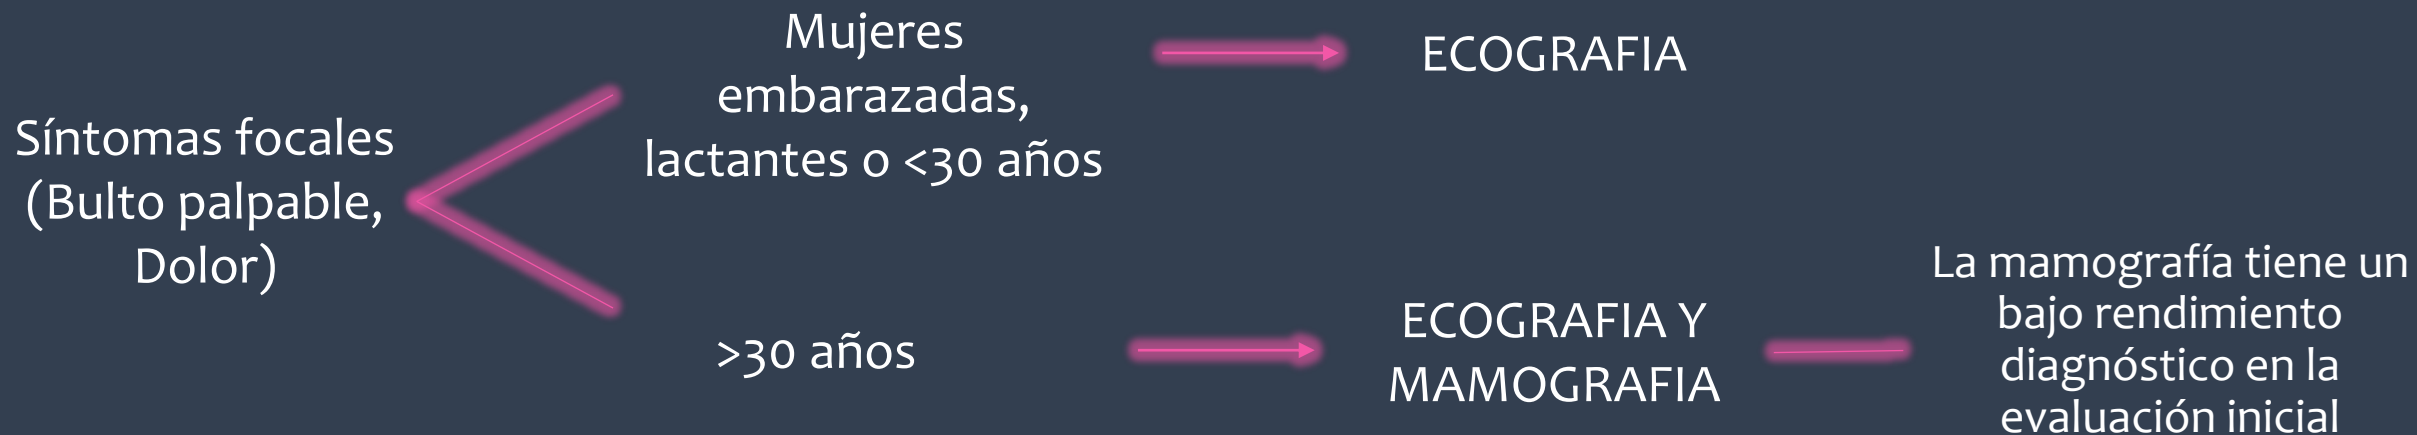 Síntomas focales
(Bulto palpable,
Dolor)
Mujeres
embarazadas,
lactantes o <30 años
ECOGRAFIA
>30 años
ECOGRAFIA Y
MAMOGRAFIA
La mamografía tiene un
bajo rendimiento
diagnóstico en la
evaluación inicial